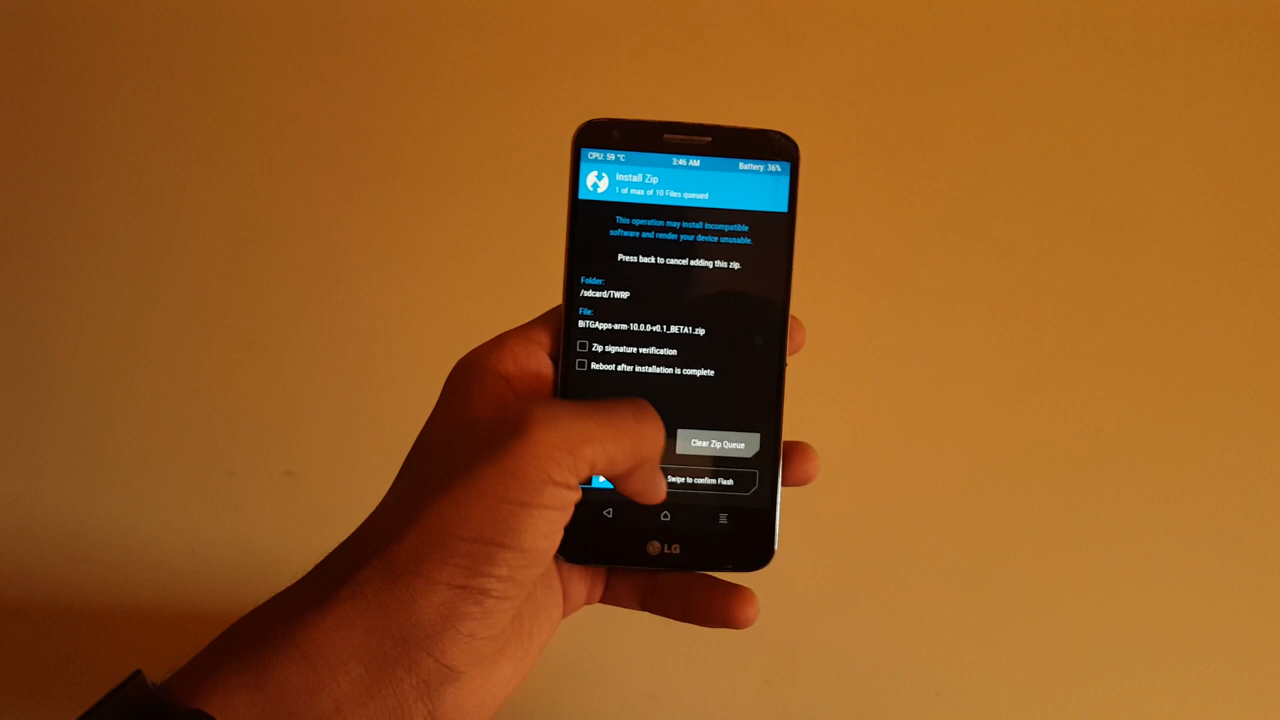 CPU: 59 °C 3:46 AM Battery: 36%
Install Zip
1 of max of 10 Files queued
This operation may install incompatible
software and render your device unusable.
Press back to cancel adding this zip.
Folder:
/sdcard/TWRP
File:
BiTGApps-arm-10.0.0-v0.1_BETA1.zip
Zip signature verification
Reboot after installation is complete
Clear Zip Queue
Swipe to confirm Flash
LG